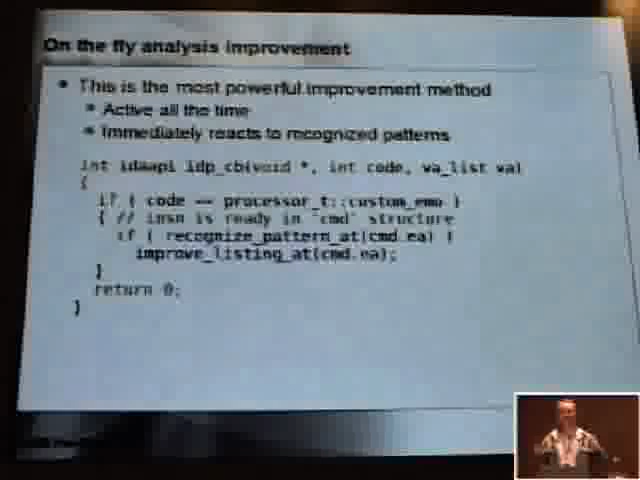 On the fly analysis improvement
This is the most powerful improvement method
Active all the time
Immediately reacts to recognized patterns
int idaapi idp_cb(void *, int code, va_list va)
{
if ( code == processor_t::custom_emu )
{ // insn is ready in "cmd" structure
if ( recognize_pattern_at(cmd.ea) )
improve_listing_at(cmd.ea);
}
return 0;
}